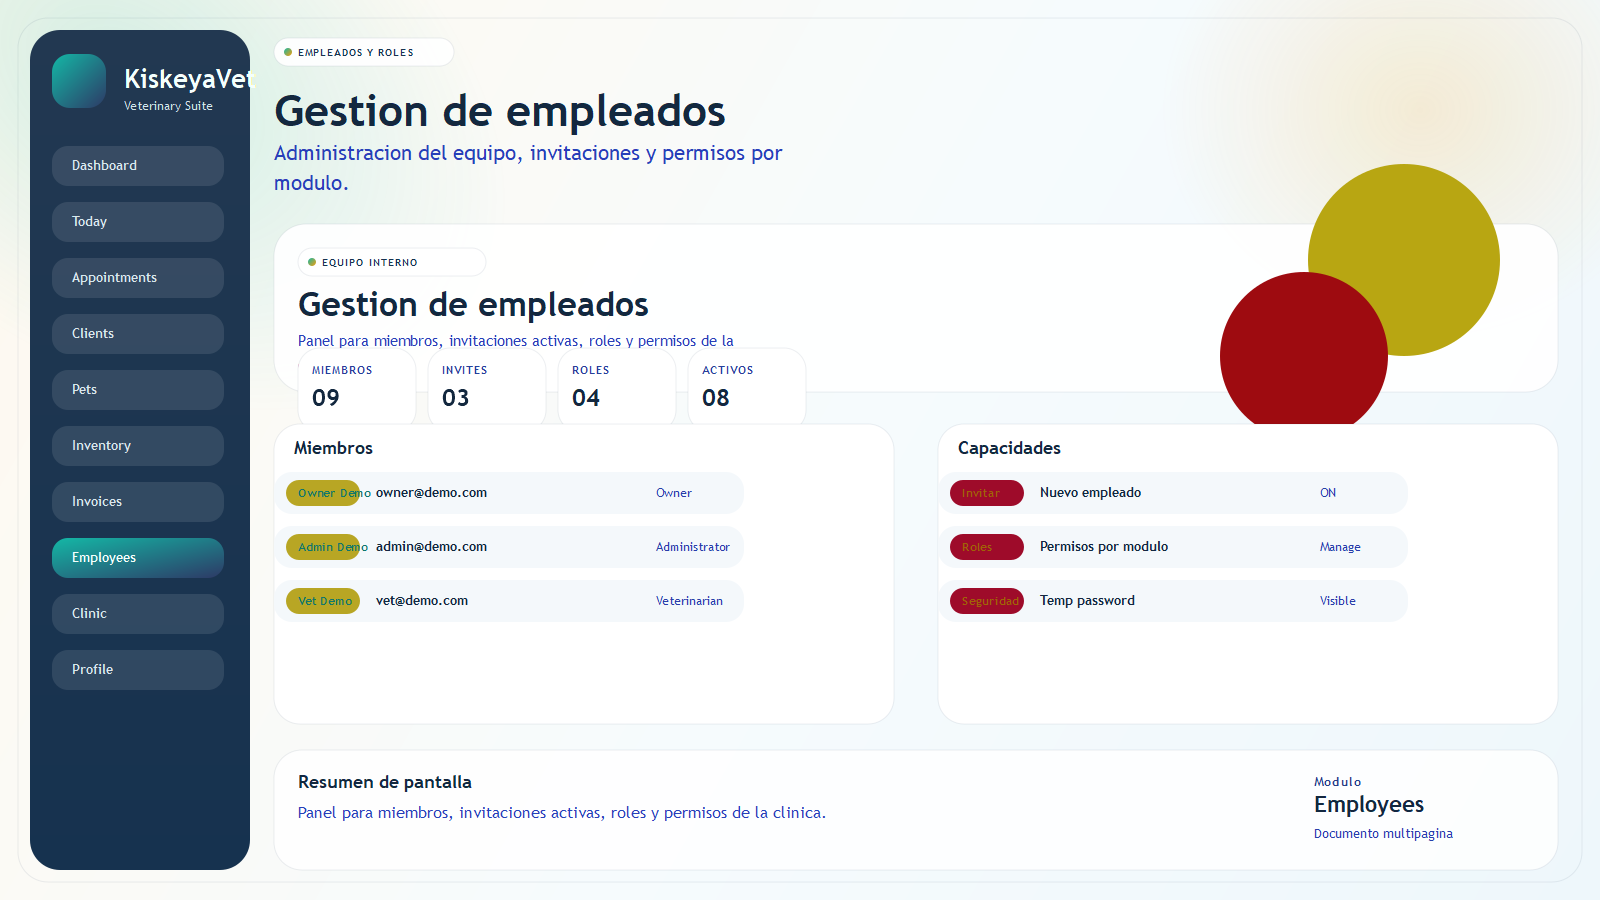 KiskeyaVet
Veterinary Suite
Dashboard
Today
Appointments
Clients
Pets
Inventory
Invoices
Employees
Clinic
Profile
EMPLEADOS Y ROLES
Gestion de empleados
Administracion del equipo, invitaciones y permisos por
modulo.
EQUIPO INTERNO
Gestion de empleados
Panel para miembros, invitaciones activas, roles y permisos de la
MIEMBROS
09
INVITES
03
ROLES
04
ACTIVOS
08
Miembros
Owner Demo owner@demo.com Owner
Admin Demo admin@demo.com Administrator
Vet Demo vet@demo.com Veterinarian
Capacidades
Invitar Nuevo empleado ON
Roles Permisos por modulo Manage
Seguridad Temp password Visible
Resumen de pantalla
Panel para miembros, invitaciones activas, roles y permisos de la clinica.
Modulo
Employees
Documento multipagina